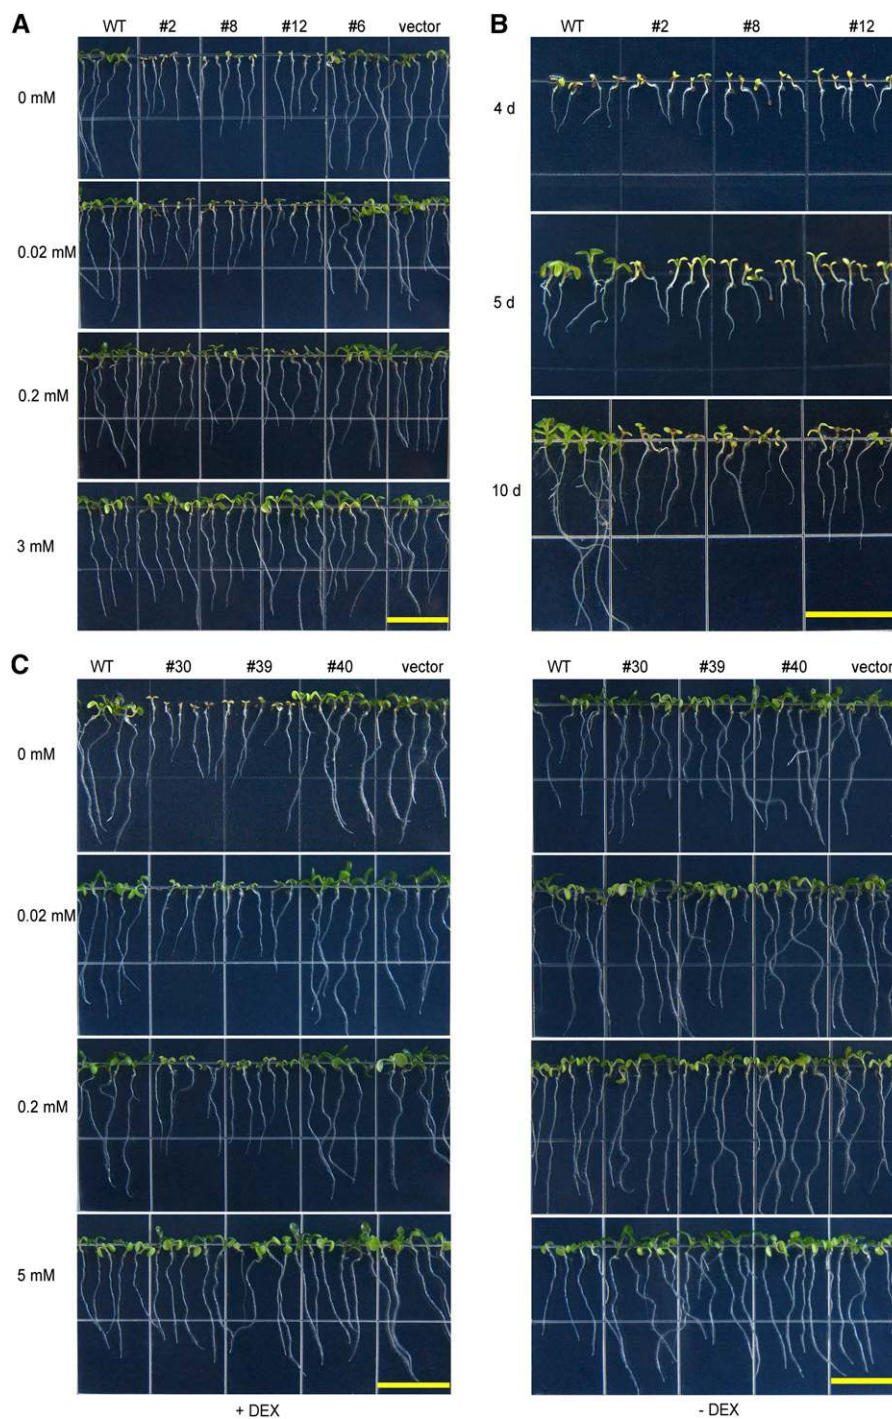 A
WT #2 #8 #12 #6 vector
0 mM
0.02 mM
0.2 mM
3 mM
B
WT #2 #8 #12
4 d
5 d
10 d
C
WT #30 #39 #40 vector
0 mM
0.02 mM
0.2 mM
5 mM
+ DEX
WT #30 #39 #40 vector
- DEX